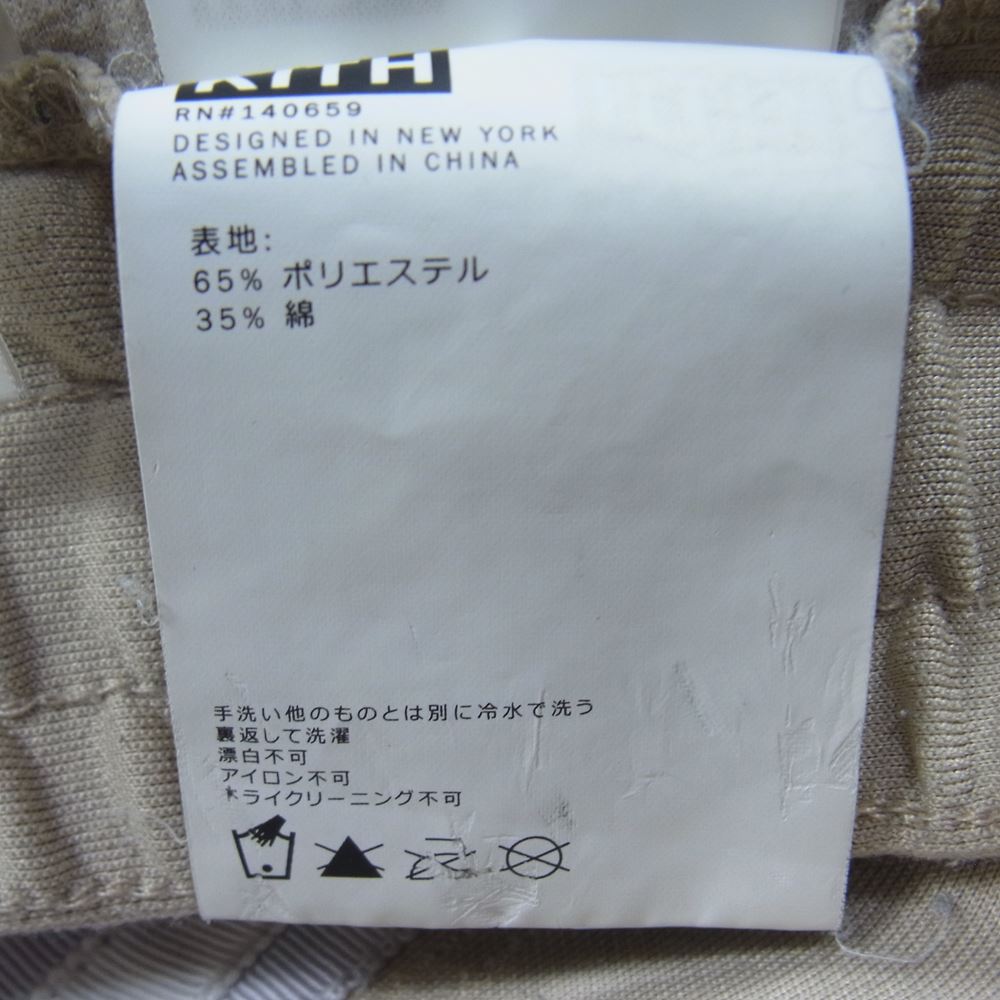 KITH
RN#140659
DESIGNED IN NEW YORK
ASSEMBLED IN CHINA
表地:
65% ポリエステル
35% 綿
手洗い他のものとは別に冷水で洗う
裏返して洗濯
漂白不可
アイロン不可
ドライクリーニング不可